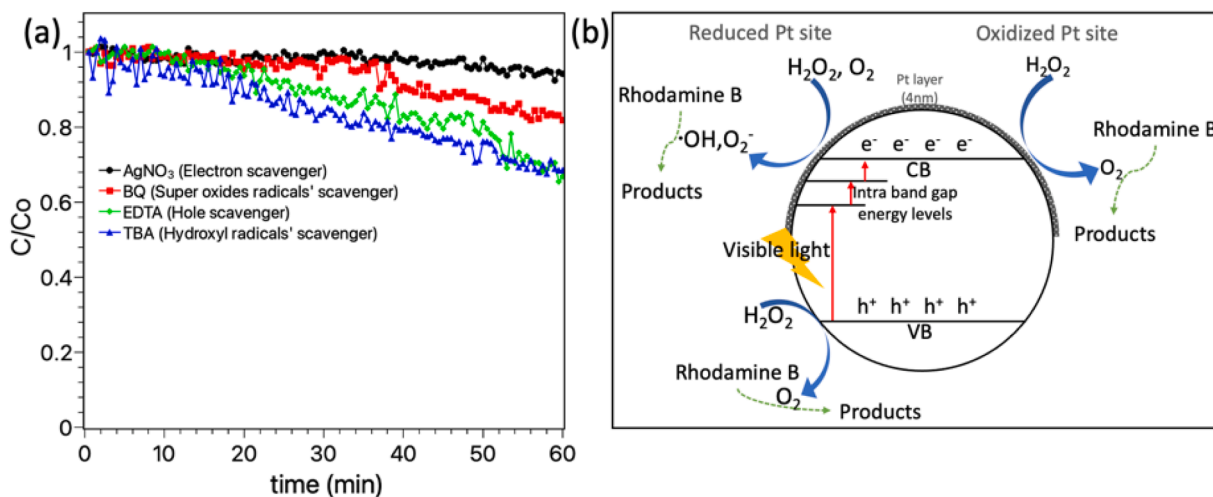 (a)
1
0.8
0.6
0.4
0.2
0
C/Co
AgNO₃ (Electron scavenger)
BQ (Super oxides radicals' scavenger)
EDTA (Hole scavenger)
TBA (Hydroxyl radicals' scavenger)
0 10 20 30 40 50 60
time (min)
(b)
Reduced Pt site
Oxidized Pt site
H₂O₂, O₂
H₂O₂
Pt layer
(4nm)
Rhodamine B
Rhodamine B
·OH,O₂⁻
O₂
Products
Products
e⁻ e⁻ e⁻ e⁻
CB
Intra band gap
energy levels
Visible light
h⁺ h⁺ h⁺ h⁺
VB
H₂O₂
Rhodamine B
O₂
Products